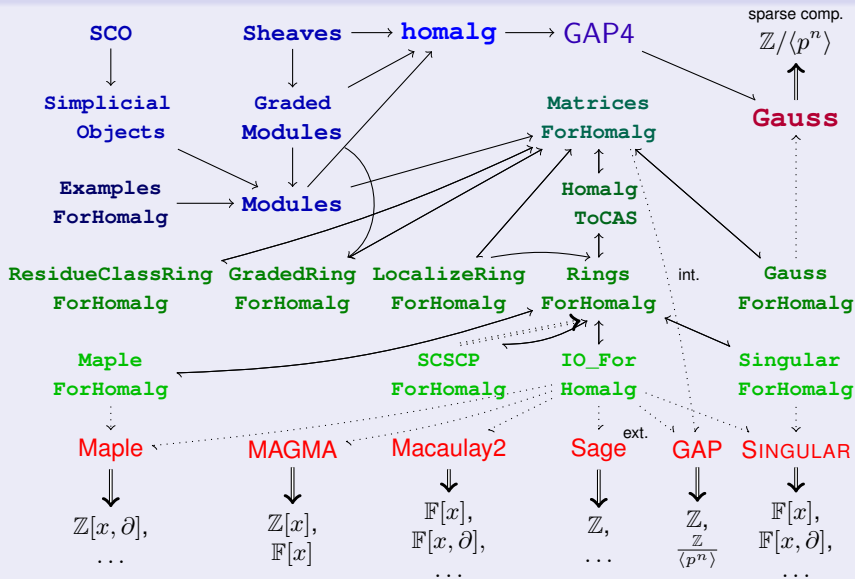 sparse comp.
SCO
Sheaves
homalg
GAP4
ℤ/⟨pⁿ⟩
Simplicial
Objects
Graded
Modules
Matrices
ForHomalg
Gauss
Examples
ForHomalg
Modules
Homalg
ToCAS
ResidueClassRing
ForHomalg
GradedRing
ForHomalg
LocalizeRing
ForHomalg
Rings
ForHomalg
int.
Gauss
ForHomalg
Maple
ForHomalg
SCSCP
ForHomalg
IO_For
Homalg
Singular
ForHomalg
ext.
Maple
MAGMA
Macaulay2
Sage
GAP
SINGULAR
ℤ[x, ∂],
...
ℤ[x],
𝔽[x]
𝔽[x],
𝔽[x, ∂],
...
ℤ,
...
ℤ,
ℤ/⟨pⁿ⟩
𝔽[x],
𝔽[x, ∂],
...